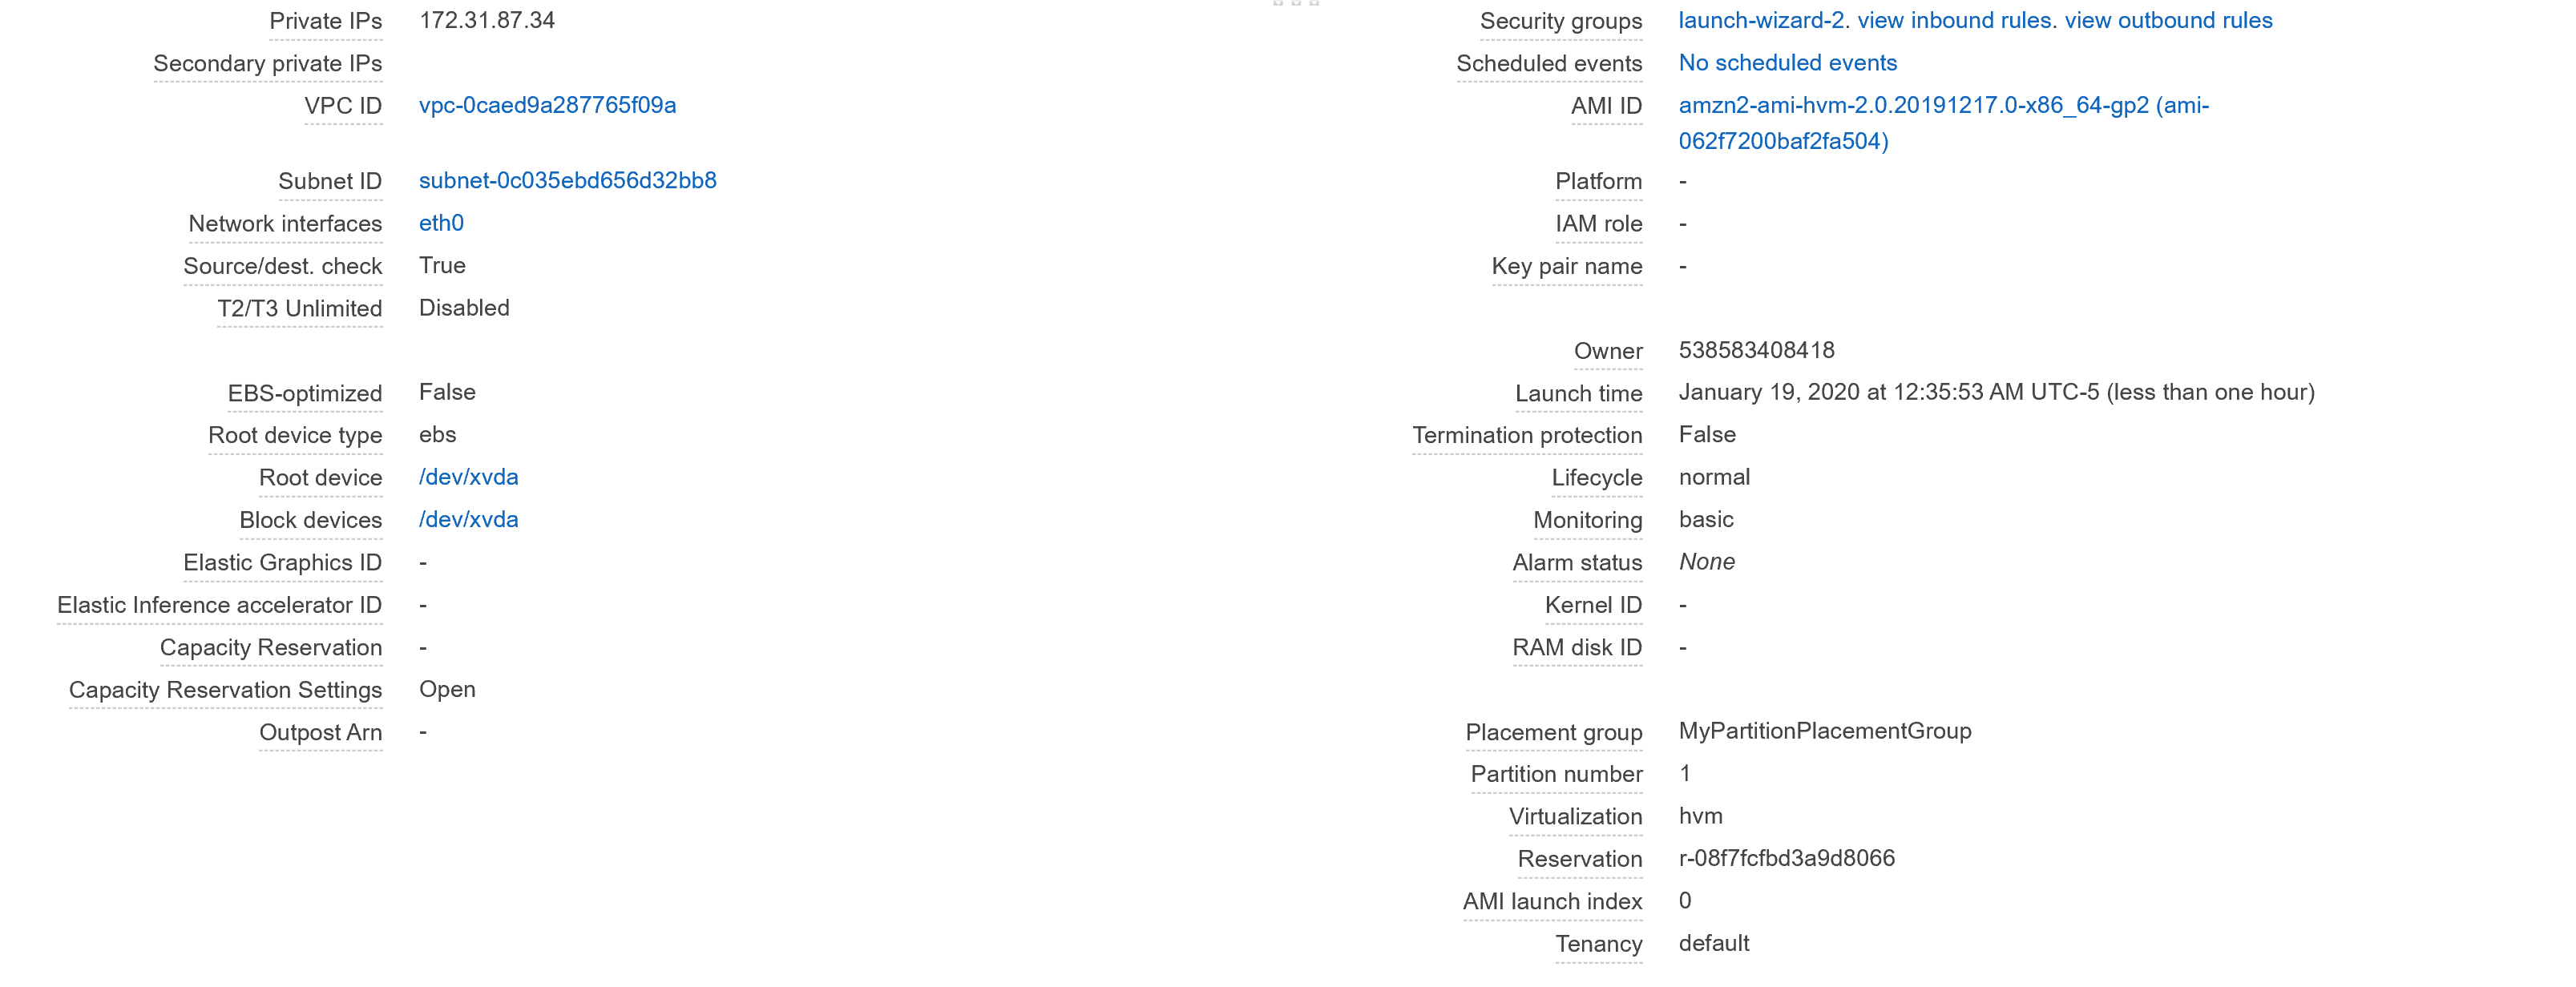 Private IPs 172.31.87.34
Secondary private IPs
VPC ID vpc-0caed9a287765f09a
Subnet ID subnet-0c035ebd656d32bb8
Network interfaces eth0
Source/dest. check True
T2/T3 Unlimited Disabled
EBS-optimized False
Root device type ebs
Root device /dev/xvda
Block devices /dev/xvda
Elastic Graphics ID -
Elastic Inference accelerator ID -
Capacity Reservation -
Capacity Reservation Settings Open
Outpost Arn -
Security groups launch-wizard-2. view inbound rules. view outbound rules
Scheduled events No scheduled events
AMI ID amzn2-ami-hvm-2.0.20191217.0-x86_64-gp2 (ami-
062f7200baf2fa504)
Platform -
IAM role -
Key pair name -
Owner 538583408418
Launch time January 19, 2020 at 12:35:53 AM UTC-5 (less than one hour)
Termination protection False
Lifecycle normal
Monitoring basic
Alarm status None
Kernel ID -
RAM disk ID -
Placement group MyPartitionPlacementGroup
Partition number 1
Virtualization hvm
Reservation r-08f7fcfbd3a9d8066
AMI launch index 0
Tenancy default